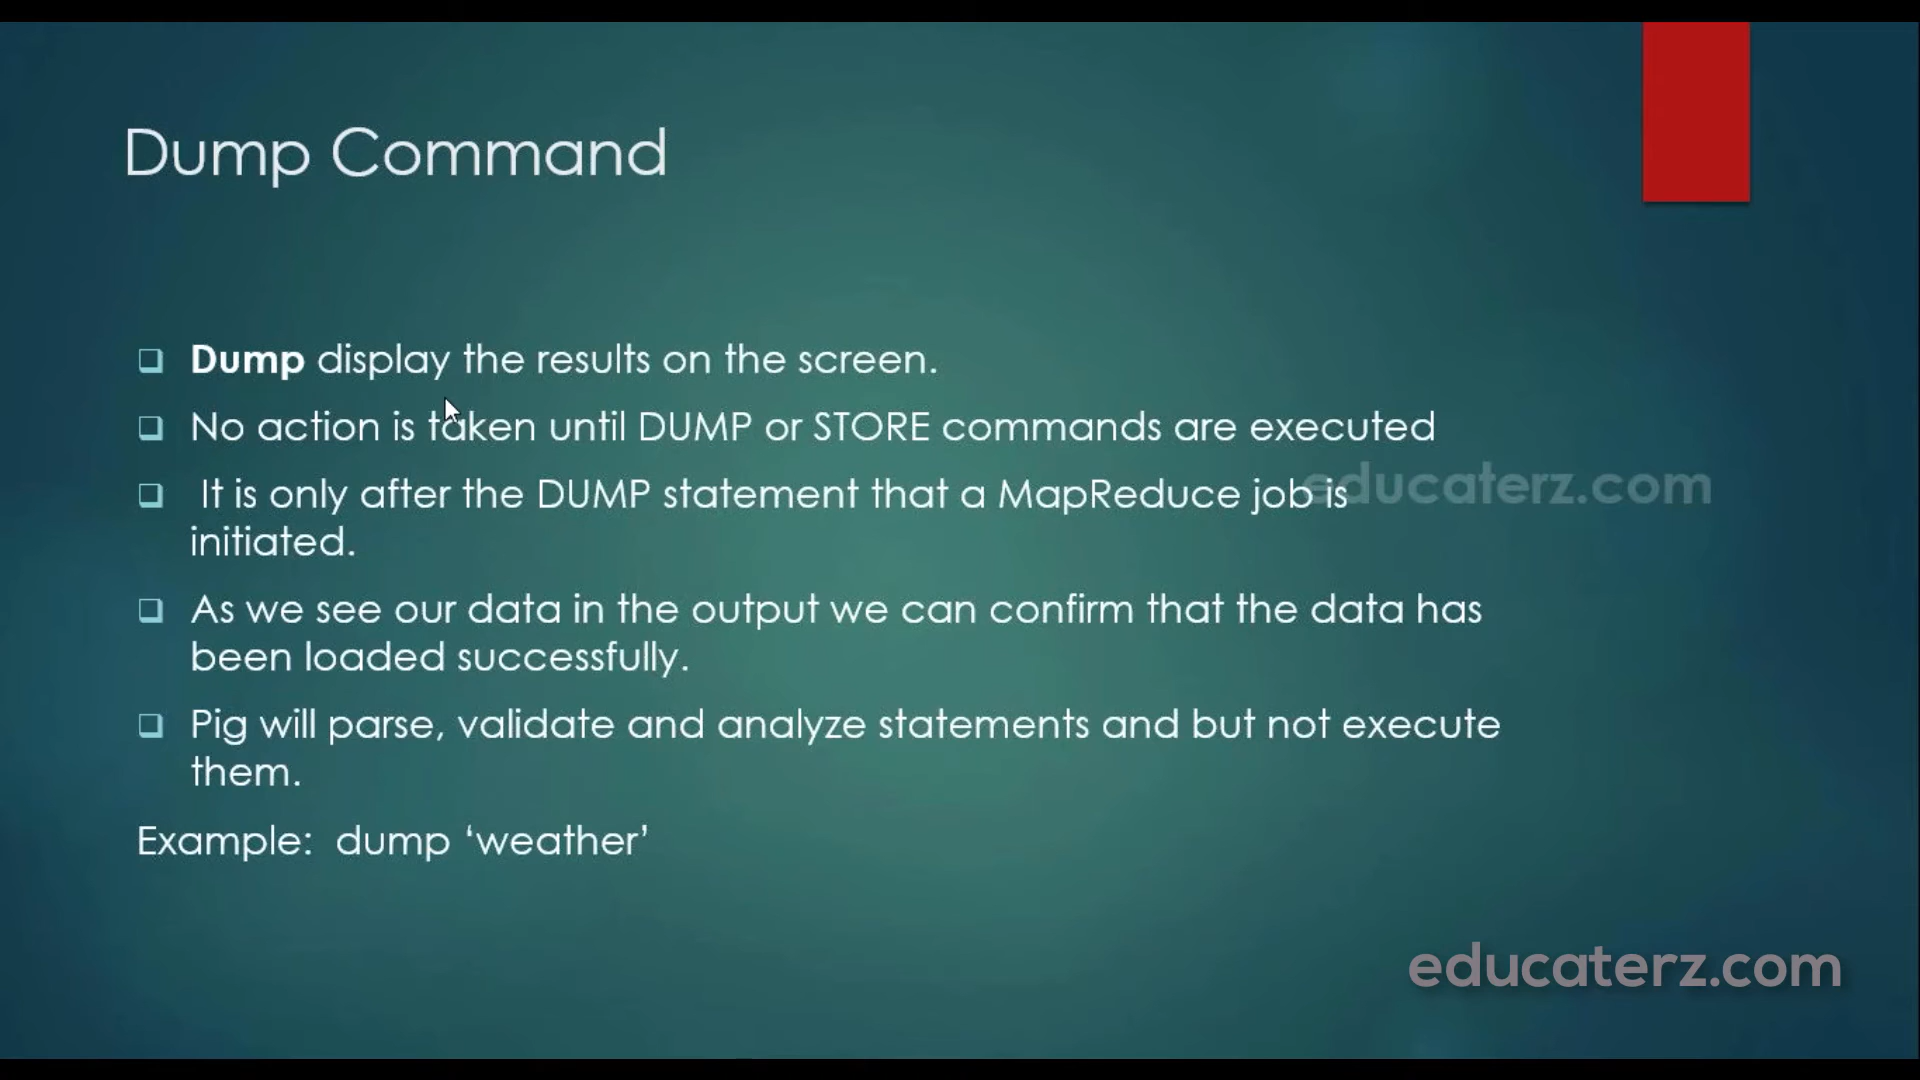 Dump Command
Dump display the results on the screen.
No action is taken until DUMP or STORE commands are executed
It is only after the DUMP statement that a MapReduce job is
initiated.
educaterz.com
As we see our data in the output we can confirm that the data has
been loaded successfully.
Pig will parse, validate and analyze statements and but not execute
them.
Example: dump ‘weather’
educaterz.com